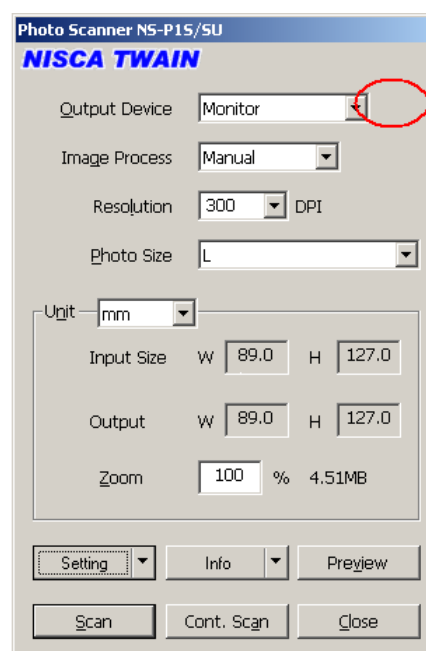 Photo Scanner NS-P1S/SU
NISCA TWAIN
Output Device Monitor
Image Process Manual
Resolution 300 DPI
Photo Size L
Unit mm
Input Size W 89.0 H 127.0
Output W 89.0 H 127.0
Zoom 100 % 4.51MB
Setting Info Preview
Scan Cont. Scan Close